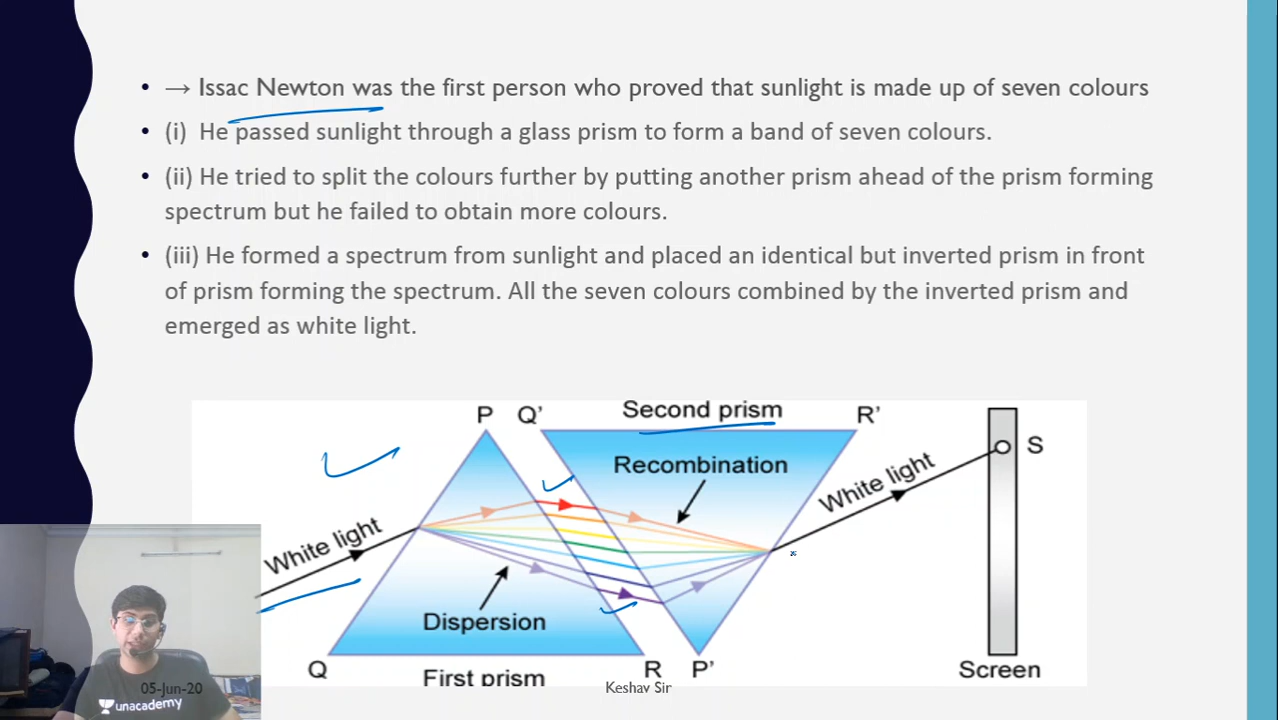 • → Issac Newton was the first person who proved that sunlight is made up of seven colours
• (i) He passed sunlight through a glass prism to form a band of seven colours.
• (ii) He tried to split the colours further by putting another prism ahead of the prism forming
spectrum but he failed to obtain more colours.
• (iii) He formed a spectrum from sunlight and placed an identical but inverted prism in front
of prism forming the spectrum. All the seven colours combined by the inverted prism and
emerged as white light.
P Q' Second prism R'
S
Recombination
White light
White light
Dispersion
Q R P' Screen
First prism
05-Jun-20 Keshav Sir
unacademy